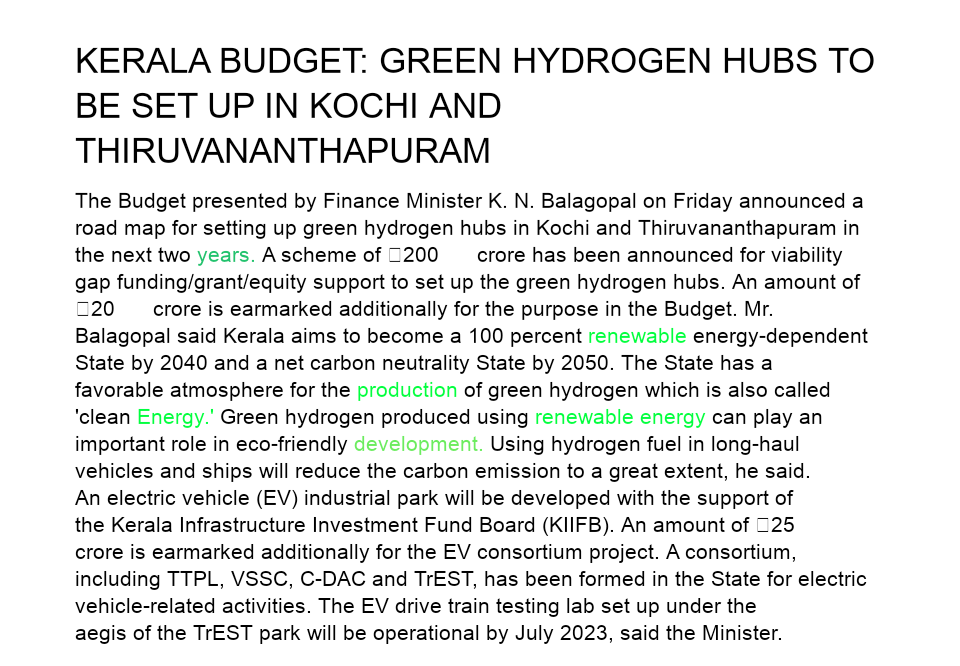 KERALA BUDGET: GREEN HYDROGEN HUBS TO
BE SET UP IN KOCHI AND
THIRUVANANTHAPURAM
The Budget presented by Finance Minister K. N. Balagopal on Friday announced a
road map for setting up green hydrogen hubs in Kochi and Thiruvananthapuram in
the next two years. A scheme of □200 crore has been announced for viability
gap funding/grant/equity support to set up the green hydrogen hubs. An amount of
□20 crore is earmarked additionally for the purpose in the Budget. Mr.
Balagopal said Kerala aims to become a 100 percent renewable energy-dependent
State by 2040 and a net carbon neutrality State by 2050. The State has a
favorable atmosphere for the production of green hydrogen which is also called
'clean Energy.' Green hydrogen produced using renewable energy can play an
important role in eco-friendly development. Using hydrogen fuel in long-haul
vehicles and ships will reduce the carbon emission to a great extent, he said.
An electric vehicle (EV) industrial park will be developed with the support of
the Kerala Infrastructure Investment Fund Board (KIIFB). An amount of □25
crore is earmarked additionally for the EV consortium project. A consortium,
including TTPL, VSSC, C-DAC and TrEST, has been formed in the State for electric
vehicle-related activities. The EV drive train testing lab set up under the
aegis of the TrEST park will be operational by July 2023, said the Minister.